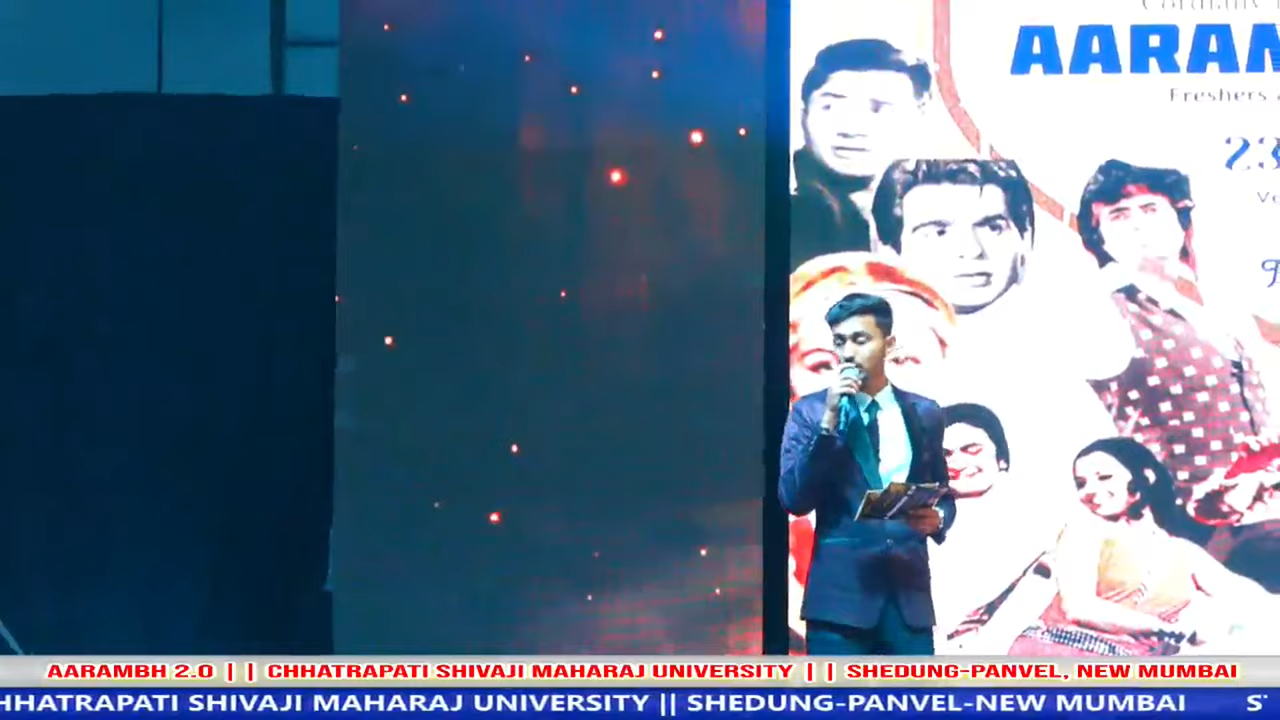 AARAM
Freshers
23
AARAMBH 2.0 || CHHATRAPATI SHIVAJI MAHARAJ UNIVERSITY || SHEDUNG-PANVEL, NEW MUMBAI
HHATRAPATI SHIVAJI MAHARAJ UNIVERSITY || SHEDUNG-PANVEL-NEW MUMBAI S